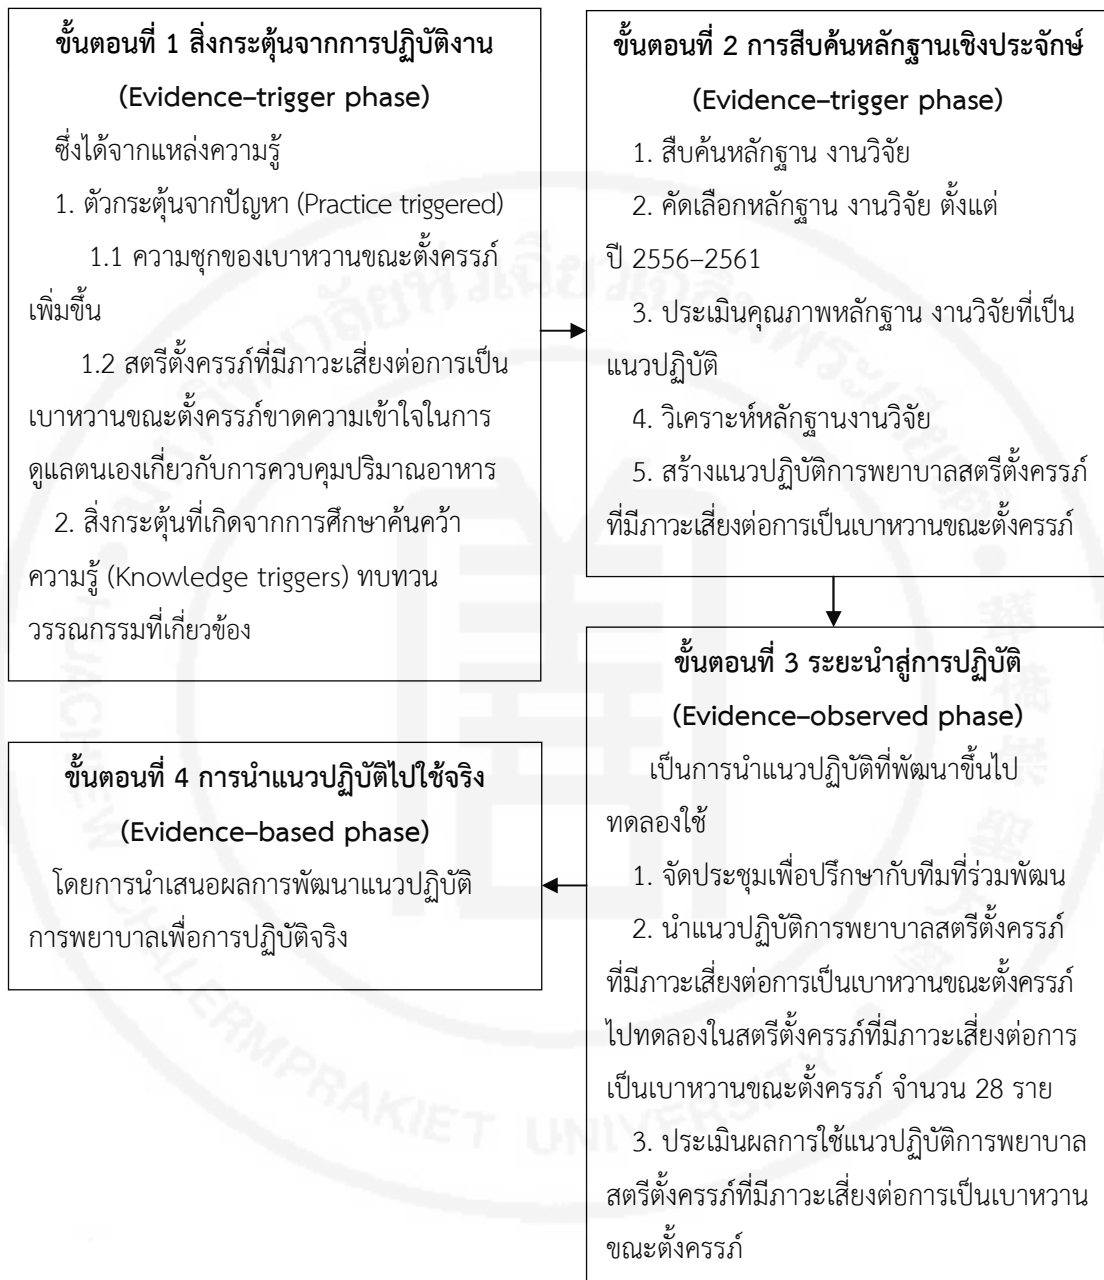 ขั้นตอนที่ 1 สิ่งกระตุ้นจากการปฏิบัติงาน
(Evidence–trigger phase)
ซึ่งได้จากแหล่งความรู้
1. ตัวกระตุ้นจากปัญหา (Practice triggered)
1.1 ความชุกของเบาหวานขณะตั้งครรภ์
เพิ่มขึ้น
1.2 สตรีตั้งครรภ์ที่มีภาวะเสี่ยงต่อการเป็น
เบาหวานขณะตั้งครรภ์ขาดความเข้าใจในการ
ดูแลตนเองเกี่ยวกับการควบคุมปริมาณอาหาร
2. สิ่งกระตุ้นที่เกิดจากการศึกษาค้นคว้า
ความรู้ (Knowledge triggers) ทบทวน
วรรณกรรมที่เกี่ยวข้อง
ขั้นตอนที่ 2 การสืบค้นหลักฐานเชิงประจักษ์
(Evidence–trigger phase)
1. สืบค้นหลักฐาน งานวิจัย
2. คัดเลือกหลักฐาน งานวิจัย ตั้งแต่
ปี 2556–2561
3. ประเมินคุณภาพหลักฐาน งานวิจัยที่เป็น
แนวปฏิบัติ
4. วิเคราะห์หลักฐานงานวิจัย
5. สร้างแนวปฏิบัติการพยาบาลสตรีตั้งครรภ์
ที่มีภาวะเสี่ยงต่อการเป็นเบาหวานขณะตั้งครรภ์
ขั้นตอนที่ 3 ระยะนำสู่การปฏิบัติ
(Evidence–observed phase)
เป็นการนำแนวปฏิบัติที่พัฒนาขึ้นไป
ทดลองใช้
1. จัดประชุมเพื่อปรึกษากับทีมที่ร่วมพัฒน
2. นำแนวปฏิบัติการพยาบาลสตรีตั้งครรภ์
ที่มีภาวะเสี่ยงต่อการเป็นเบาหวานขณะตั้งครรภ์
ไปทดลองในสตรีตั้งครรภ์ที่มีภาวะเสี่ยงต่อการ
เป็นเบาหวานขณะตั้งครรภ์ จำนวน 28 ราย
3. ประเมินผลการใช้แนวปฏิบัติการพยาบาล
สตรีตั้งครรภ์ที่มีภาวะเสี่ยงต่อการเป็นเบาหวาน
ขณะตั้งครรภ์
ขั้นตอนที่ 4 การนำแนวปฏิบัติไปใช้จริง
(Evidence–based phase)
โดยการนำเสนอผลการพัฒนาแนวปฏิบัติ
การพยาบาลเพื่อการปฏิบัติจริง
HUACHIEW CHALERMPRAKIET UNIVERSITY